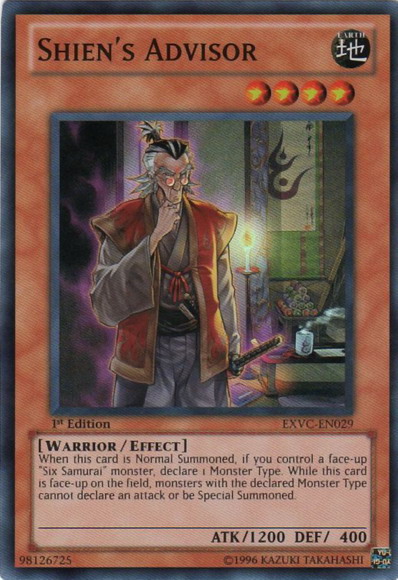 SHIEN'S ADVISOR
EARTH
地
1st Edition
EXVC-EN029
[WARRIOR / EFFECT]
When this card is Normal Summoned, if you control a face-up
"Six Samurai" monster, declare 1 Monster Type. While this card
is face-up on the field, monsters with the declared Monster Type
cannot declare an attack or be Special Summoned.
ATK/1200 DEF/ 400
98126725
©1996 KAZUKI TAKAHASHI